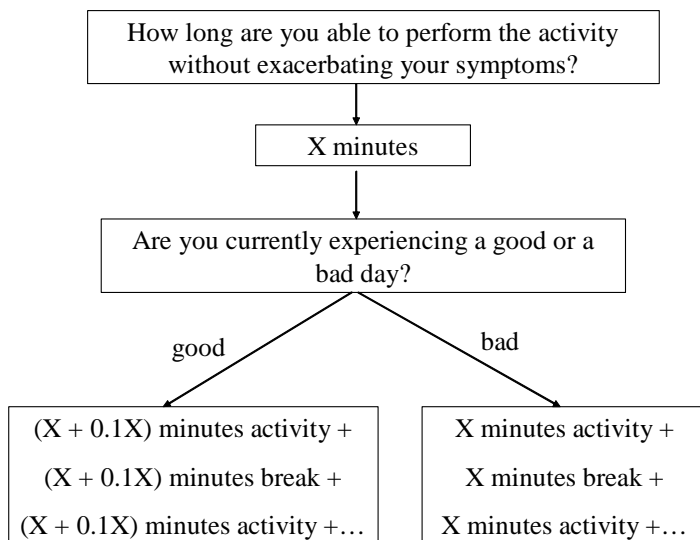 How long are you able to perform the activity
without exacerbating your symptoms?
X minutes
Are you currently experiencing a good or a
bad day?
good
bad
(X + 0.1X) minutes activity +
(X + 0.1X) minutes break +
(X + 0.1X) minutes activity +…
X minutes activity +
X minutes break +
X minutes activity +…